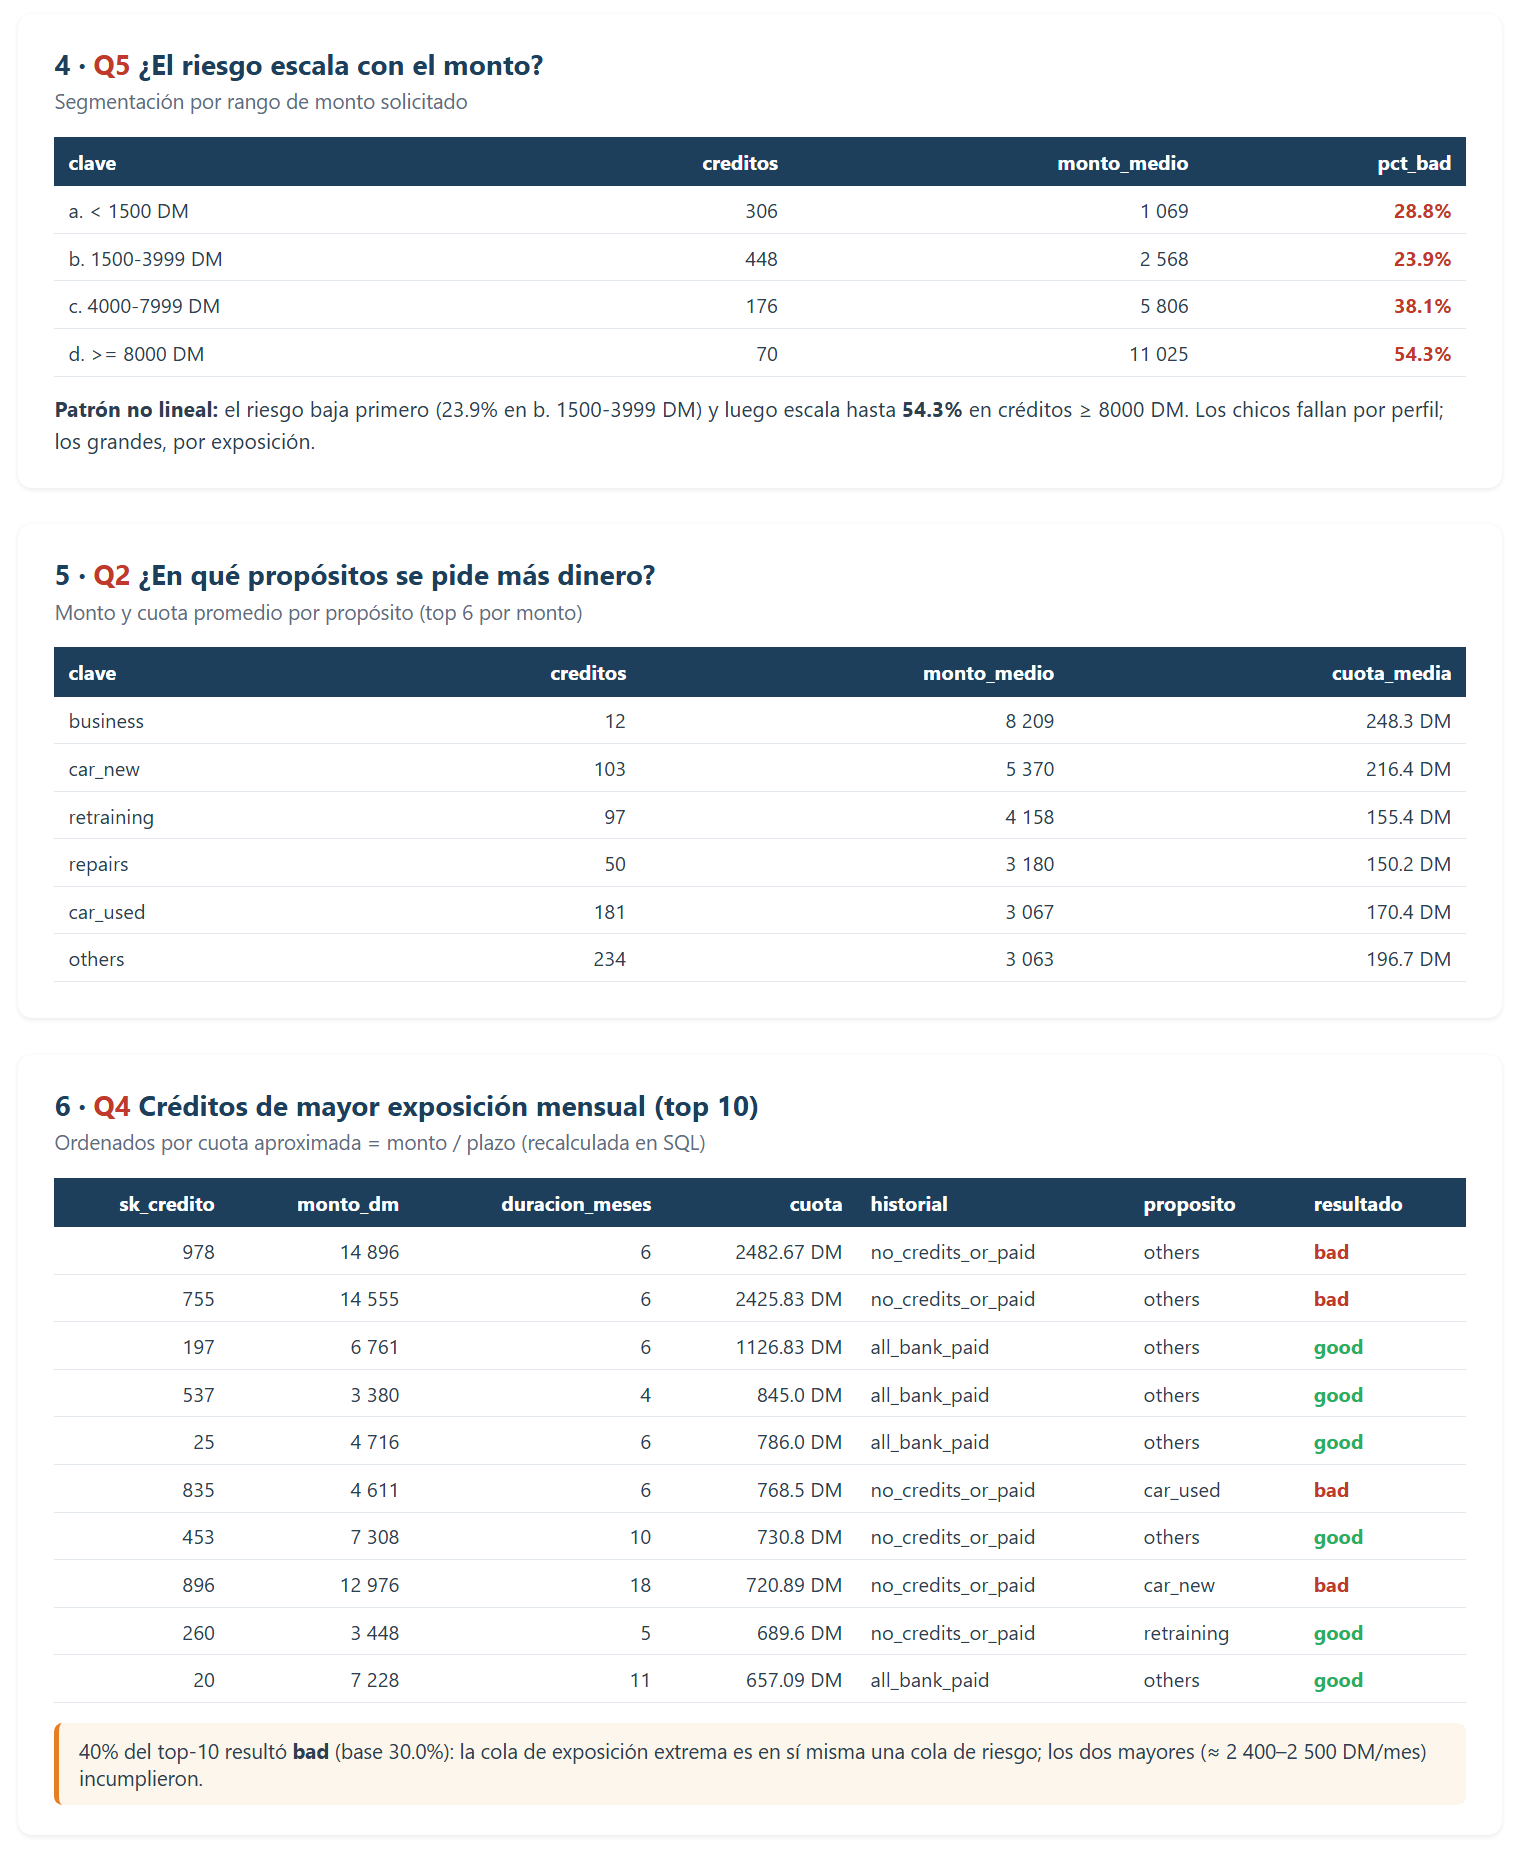 4 · Q5 ¿El riesgo escala con el monto?
Segmentación por rango de monto solicitado
clave creditos monto_medio pct_bad
a. < 1500 DM 306 1 069 28.8%
b. 1500-3999 DM 448 2 568 23.9%
c. 4000-7999 DM 176 5 806 38.1%
d. >= 8000 DM 70 11 025 54.3%
Patrón no lineal: el riesgo baja primero (23.9% en b. 1500-3999 DM) y luego escala hasta 54.3% en créditos ≥ 8000 DM. Los chicos fallan por perfil;
los grandes, por exposición.
5 · Q2 ¿En qué propósitos se pide más dinero?
Monto y cuota promedio por propósito (top 6 por monto)
clave creditos monto_medio cuota_media
business 12 8 209 248.3 DM
car_new 103 5 370 216.4 DM
retraining 97 4 158 155.4 DM
repairs 50 3 180 150.2 DM
car_used 181 3 067 170.4 DM
others 234 3 063 196.7 DM
6 · Q4 Créditos de mayor exposición mensual (top 10)
Ordenados por cuota aproximada = monto / plazo (recalculada en SQL)
sk_credito monto_dm duracion_meses cuota historial proposito resultado
978 14 896 6 2482.67 DM no_credits_or_paid others bad
755 14 555 6 2425.83 DM no_credits_or_paid others bad
197 6 761 6 1126.83 DM all_bank_paid others good
537 3 380 4 845.0 DM all_bank_paid others good
25 4 716 6 786.0 DM all_bank_paid others good
835 4 611 6 768.5 DM no_credits_or_paid car_used bad
453 7 308 10 730.8 DM no_credits_or_paid others good
896 12 976 18 720.89 DM no_credits_or_paid car_new bad
260 3 448 5 689.6 DM no_credits_or_paid retraining good
20 7 228 11 657.09 DM all_bank_paid others good
40% del top-10 resultó bad (base 30.0%): la cola de exposición extrema es en sí misma una cola de riesgo; los dos mayores (≈ 2 400–2 500 DM/mes)
incumplieron.